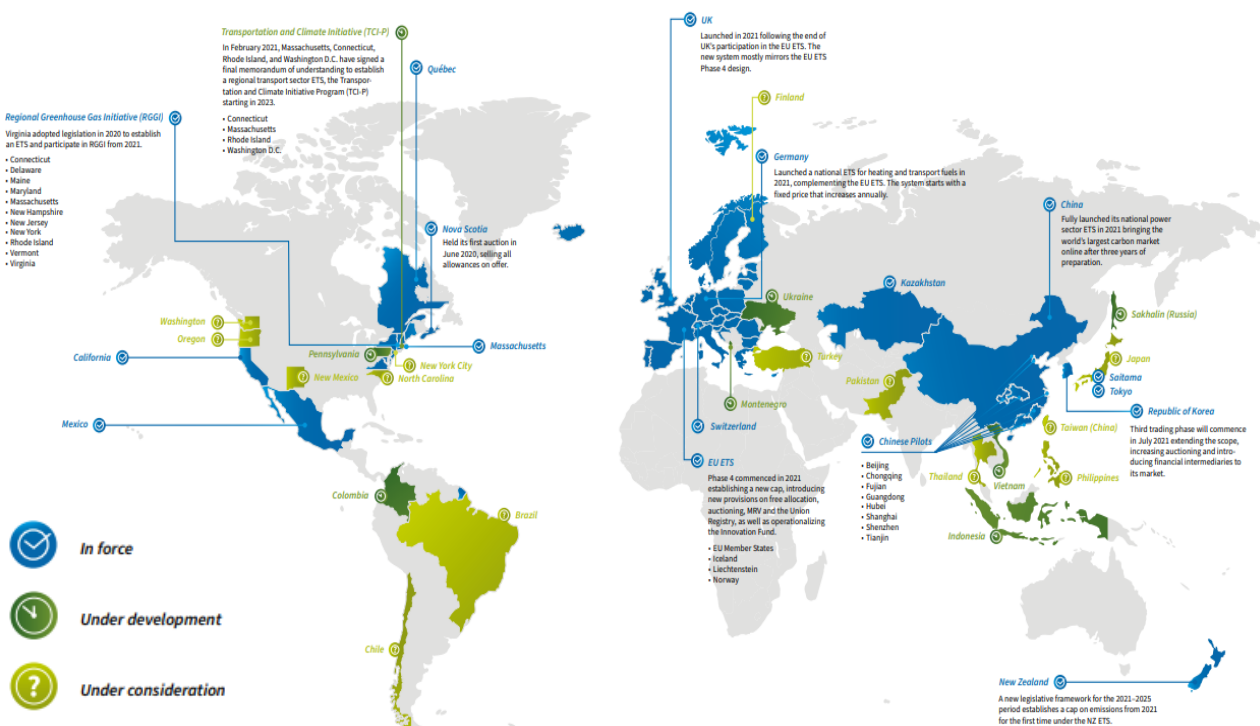 Transportation and Climate Initiative (TCI-P)
In February 2021, Massachusetts, Connecticut,
Rhode Island, and Washington D.C. have signed a
final memorandum of understanding to establish
a regional transport sector ETS, the Transpor-
tation and Climate Initiative Program (TCI-P)
starting in 2023.
• Connecticut
• Massachusetts
• Rhode Island
• Washington D.C.
Québec
Regional Greenhouse Gas Initiative (RGGI)
Virginia adopted legislation in 2020 to establish
an ETS and participate in RGGI from 2021.
• Connecticut
• Delaware
• Maine
• Maryland
• Massachusetts
• New Hampshire
• New Jersey
• New York
• Rhode Island
• Vermont
• Virginia
Nova Scotia
Held its first auction in
June 2020, selling all
allowances on offer.
Washington
Oregon
California
Pennsylvania
Massachusetts
New York City
New Mexico
North Carolina
Mexico
Colombia
Brazil
Chile
In force
Under development
Under consideration
UK
Launched in 2021 following the end of
UK's participation in the EU ETS. The
new system mostly mirrors the EU ETS
Phase 4 design.
Finland
Germany
Launched a national ETS for heating and transport fuels in
2021, complementing the EU ETS. The system starts with a
fixed price that increases annually.
China
Fully launched its national power
sector ETS in 2021 bringing the
world's largest carbon market
online after three years of
preparation.
Kazakhstan
Ukraine
Sakhalin (Russia)
Turkey
Japan
Pakistan
Saitama
Tokyo
Montenegro
Switzerland
Republic of Korea
Third trading phase will commence
in July 2021 extending the scope,
increasing auctioning and intro-
ducing financial intermediaries to
its market.
Taiwan (China)
Chinese Pilots
• Beijing
• Chongqing
• Fujian
• Guangdong
• Hubei
• Shanghai
• Shenzhen
• Tianjin
EU ETS
Phase 4 commenced in 2021
establishing a new cap, introducing
new provisions on free allocation,
auctioning, MRV and the Union
Registry, as well as operationalizing
the Innovation Fund.
• EU Member States
• Iceland
• Liechtenstein
• Norway
Thailand
Vietnam
Philippines
Indonesia
New Zealand
A new legislative framework for the 2021–2025
period establishes a cap on emissions from 2021
for the first time under the NZ ETS.